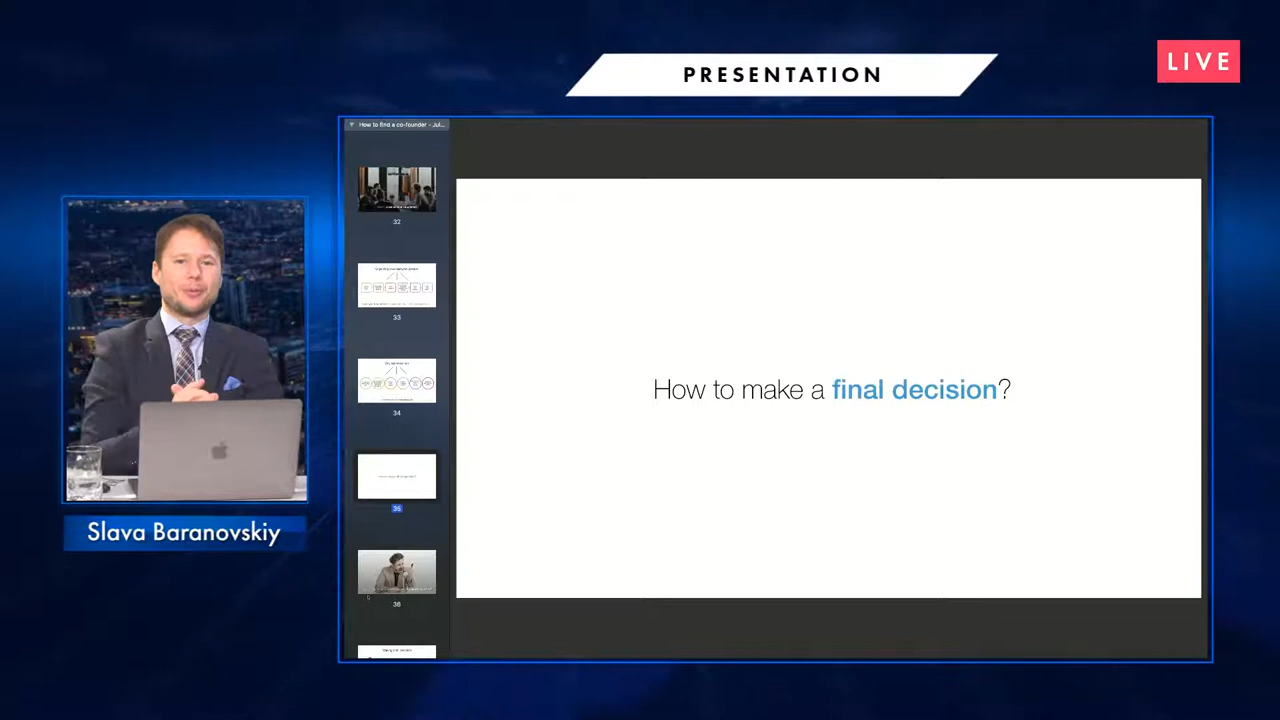 PRESENTATION
LIVE
How to find a co-founder - Jul...
32
33
34
35
36
How to make a final decision?
Slava Baranovskiy